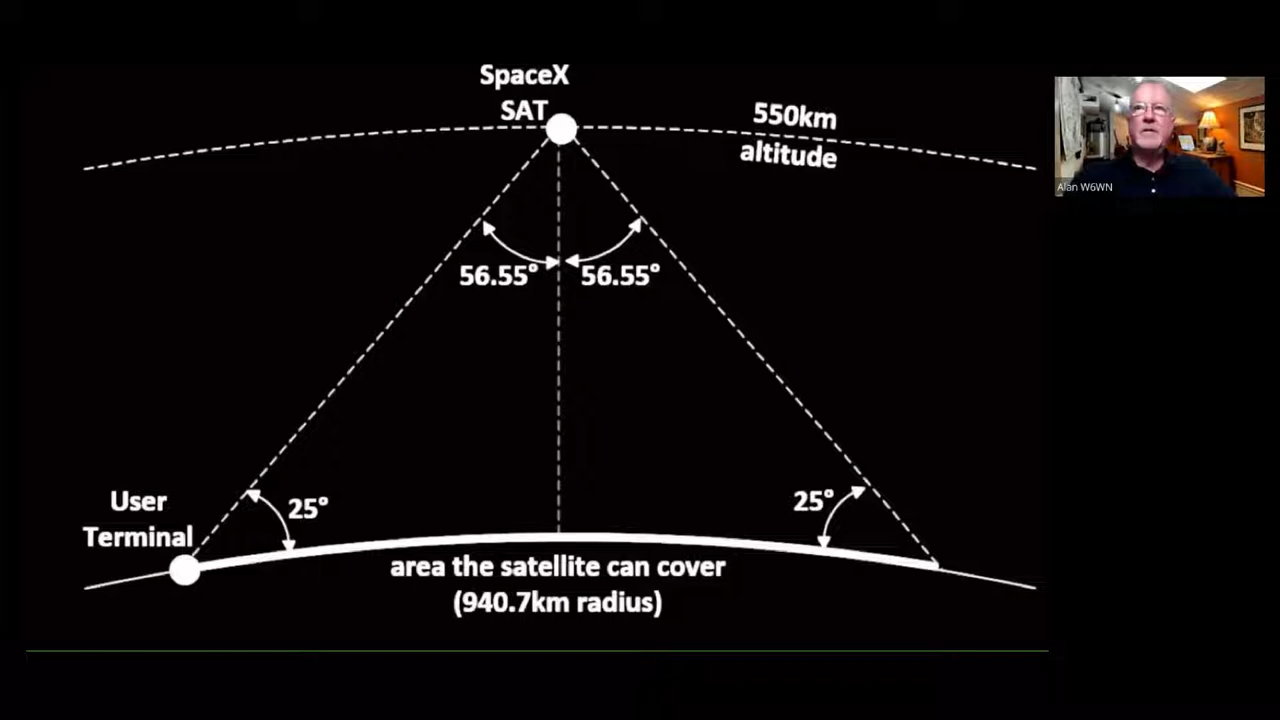 SpaceX
SAT
550km
altitude
Alan W6WN
56.55°
56.55°
User
Terminal
25°
25°
area the satellite can cover
(940.7km radius)